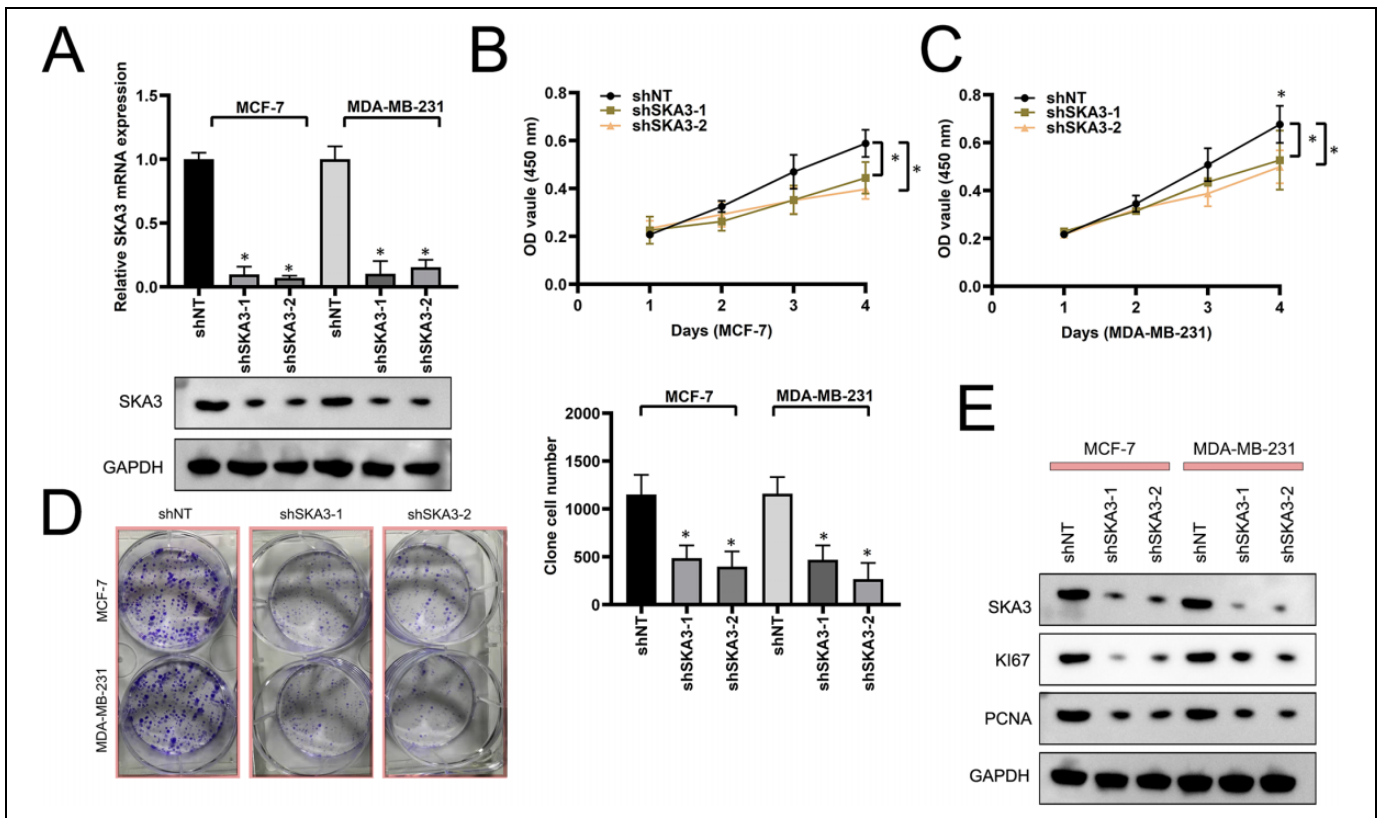 A
Relative SKA3 mRNA expression
1.5
1.0
0.5
0.0
MCF-7
MDA-MB-231
*
*
*
*
shNT
shSKA3-1
shSKA3-2
shNT
shSKA3-1
shSKA3-2
SKA3
GAPDH
B
OD vaule (450 nm)
0.8
0.6
0.4
0.2
0.0
shNT
shSKA3-1
shSKA3-2
*
*
0 1 2 3 4
Days (MCF-7)
C
OD vaule (450 nm)
0.8
0.6
0.4
0.2
0.0
shNT
shSKA3-1
shSKA3-2
*
*
*
0 1 2 3 4
Days (MDA-MB-231)
D
shNT shSKA3-1 shSKA3-2
MCF-7
MDA-MB-231
Clone cell number
2000
1500
1000
500
0
MCF-7
MDA-MB-231
*
*
*
*
shNT
shSKA3-1
shSKA3-2
shNT
shSKA3-1
shSKA3-2
E
MCF-7 MDA-MB-231
shNT
shSKA3-1
shSKA3-2
shNT
shSKA3-1
shSKA3-2
SKA3
KI67
PCNA
GAPDH